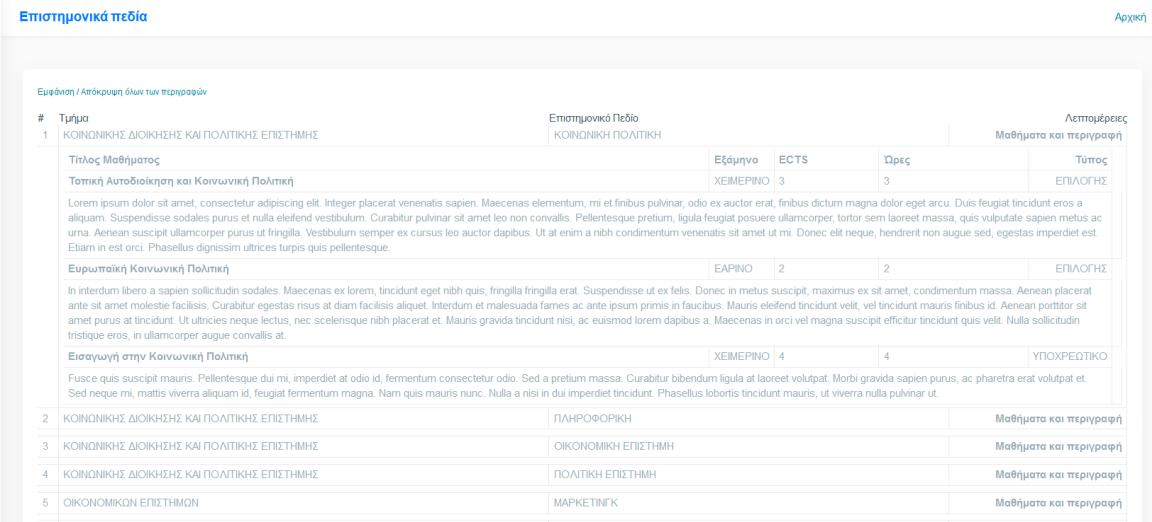 Επιστημονικά πεδία
Αρχική
Εμφάνιση / Απόκρυψη όλων των περιγραφών
# Τμήμα Επιστημονικό Πεδίο Λεπτομέρειες
1 ΚΟΙΝΩΝΙΚΗΣ ΔΙΟΙΚΗΣΗΣ ΚΑΙ ΠΟΛΙΤΙΚΗΣ ΕΠΙΣΤΗΜΗΣ ΚΟΙΝΩΝΙΚΗ ΠΟΛΙΤΙΚΗ Μαθήματα και περιγραφή
Τίτλος Μαθήματος Εξάμηνο ECTS Ώρες Τύπος
Τοπική Αυτοδιοίκηση και Κοινωνική Πολιτική ΧΕΙΜΕΡΙΝΟ 3 3 ΕΠΙΛΟΓΗΣ
Lorem ipsum dolor sit amet, consectetur adipiscing elit. Integer placerat venenatis sapien. Maecenas elementum, mi et finibus pulvinar, odio ex auctor erat, finibus dictum magna dolor eget arcu. Duis feugiat tincidunt eros a
aliquam. Suspendisse sodales purus et nulla eleifend vestibulum. Curabitur pulvinar sit amet leo non convallis. Pellentesque pretium, ligula feugiat posuere ullamcorper, tortor sem laoreet massa, quis vulputate sapien metus ac
urna. Aenean suscipit ullamcorper purus ut fringilla. Vestibulum semper ex cursus leo auctor dapibus. Ut at enim a nibh condimentum venenatis sit amet ut mi. Donec elit neque, hendrerit non augue sed, egestas imperdiet est.
Etiam in est orci. Phasellus dignissim ultrices turpis quis pellentesque.
Ευρωπαϊκή Κοινωνική Πολιτική ΕΑΡΙΝΟ 2 2 ΕΠΙΛΟΓΗΣ
In interdum libero a sapien sollicitudin sodales. Maecenas ex lorem, tincidunt eget nibh quis, fringilla fringilla erat. Suspendisse ut ex felis. Donec in metus suscipit, maximus ex sit amet, condimentum massa. Aenean placerat
ante sit amet molestie facilisis. Curabitur egestas risus at diam facilisis aliquet. Interdum et malesuada fames ac ante ipsum primis in faucibus. Mauris eleifend tincidunt velit, vel tincidunt mauris finibus id. Aenean porttitor sit
amet purus at tincidunt. Ut ultricies neque lectus, nec scelerisque nibh placerat et. Mauris gravida tincidunt nisi, ac euismod lorem dapibus a. Maecenas in orci vel magna suscipit efficitur tincidunt quis velit. Nulla sollicitudin
tristique eros, in ullamcorper augue convallis at.
Εισαγωγή στην Κοινωνική Πολιτική ΧΕΙΜΕΡΙΝΟ 4 4 ΥΠΟΧΡΕΩΤΙΚΟ
Fusce quis suscipit mauris. Pellentesque dui mi, imperdiet at odio id, fermentum consectetur odio. Sed a pretium massa. Curabitur bibendum ligula at laoreet volutpat. Morbi gravida sapien purus, ac pharetra erat volutpat et.
Sed neque mi, mattis viverra aliquam id, feugiat fermentum magna. Nam quis mauris nunc. Nulla a nisi in dui imperdiet tincidunt. Phasellus lobortis tincidunt mauris, ut viverra nulla pulvinar ut.
2 ΚΟΙΝΩΝΙΚΗΣ ΔΙΟΙΚΗΣΗΣ ΚΑΙ ΠΟΛΙΤΙΚΗΣ ΕΠΙΣΤΗΜΗΣ ΠΛΗΡΟΦΟΡΙΚΗ Μαθήματα και περιγραφή
3 ΚΟΙΝΩΝΙΚΗΣ ΔΙΟΙΚΗΣΗΣ ΚΑΙ ΠΟΛΙΤΙΚΗΣ ΕΠΙΣΤΗΜΗΣ ΟΙΚΟΝΟΜΙΚΗ ΕΠΙΣΤΗΜΗ Μαθήματα και περιγραφή
4 ΚΟΙΝΩΝΙΚΗΣ ΔΙΟΙΚΗΣΗΣ ΚΑΙ ΠΟΛΙΤΙΚΗΣ ΕΠΙΣΤΗΜΗΣ ΠΟΛΙΤΙΚΗ ΕΠΙΣΤΗΜΗ Μαθήματα και περιγραφή
5 ΟΙΚΟΝΟΜΙΚΩΝ ΕΠΙΣΤΗΜΩΝ ΜΑΡΚΕΤΙΝΓΚ Μαθήματα και περιγραφή